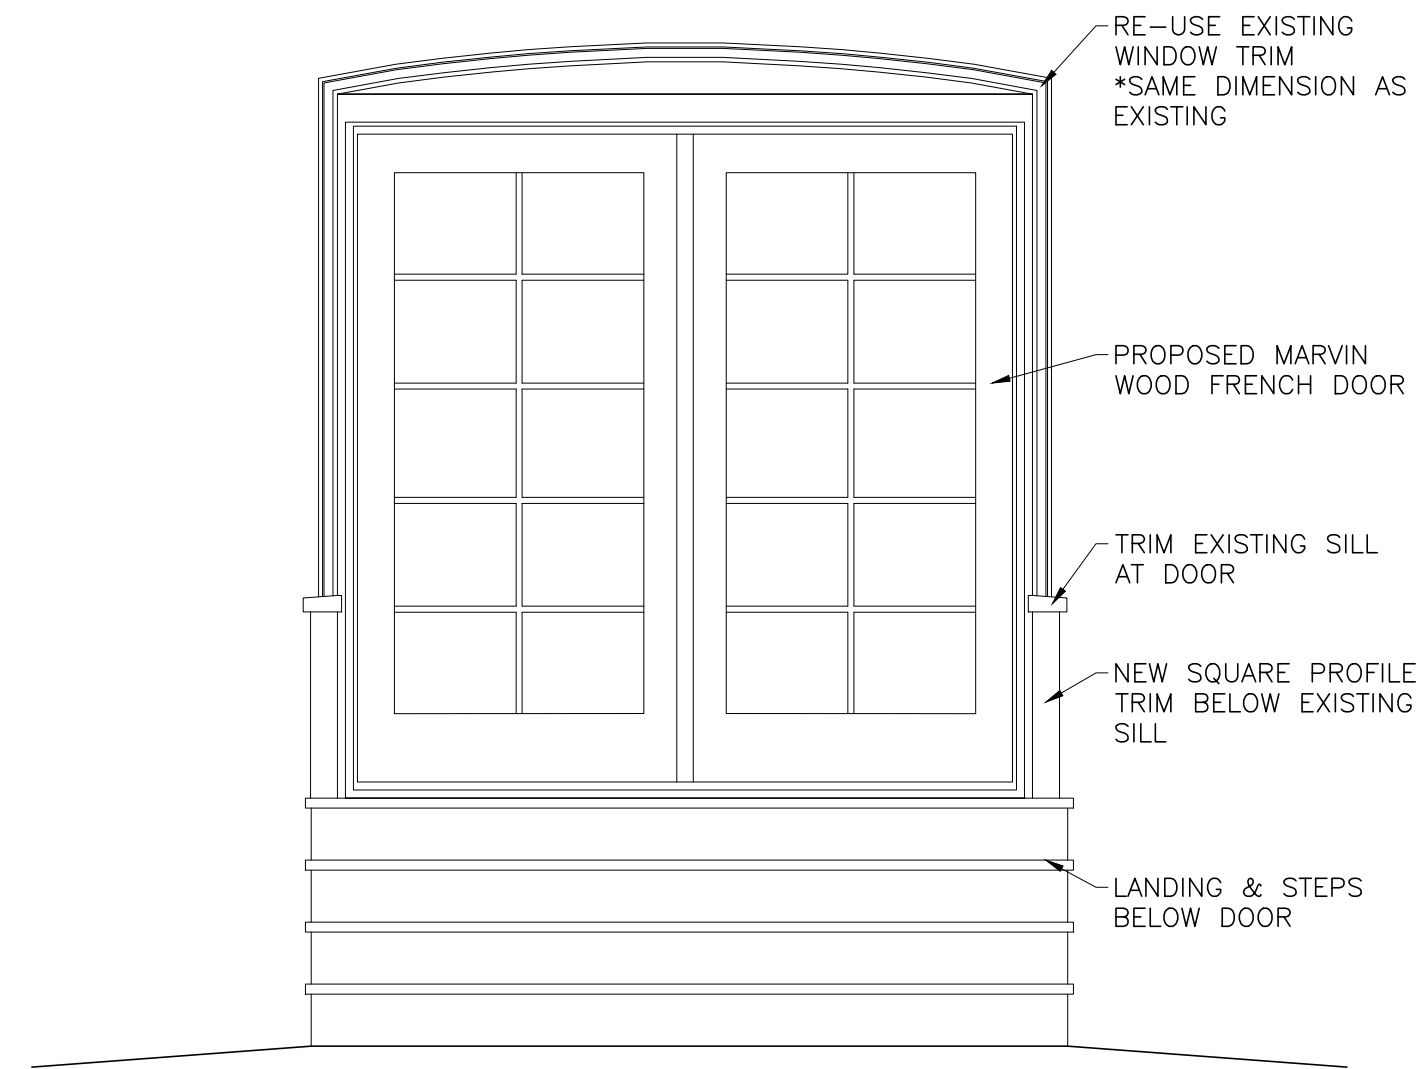 RE-USE EXISTING
WINDOW TRIM
*SAME DIMENSION AS
EXISTING
PROPOSED MARVIN
WOOD FRENCH DOOR
TRIM EXISTING SILL
AT DOOR
NEW SQUARE PROFILE
TRIM BELOW EXISTING
SILL
LANDING & STEPS
BELOW DOOR